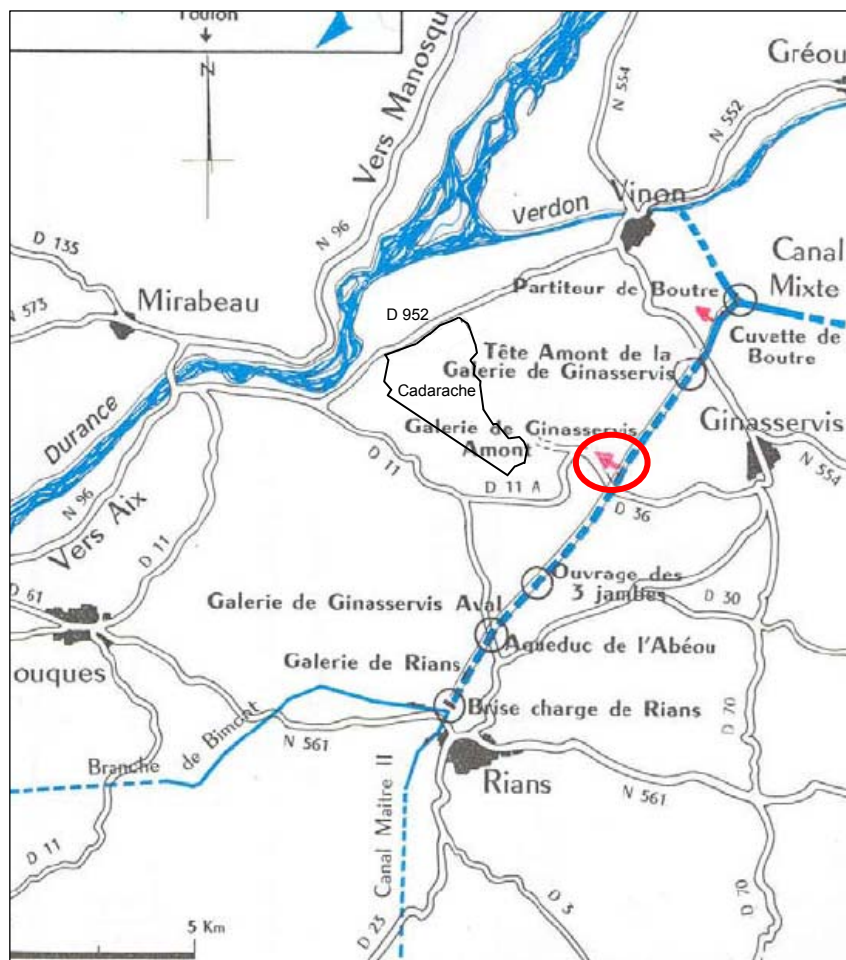 Toulon
N
Vers Manosqu
N 554
Gréou
N 552
Vinon
Verdon
D 135
N 96
N 573
Mirabeau
Canal
Mixte
Partiteur de Boutre
D 952
Cuvette de
Boutre
Tête Amont de la
Galerie de Ginasservis
Cadarache
Durance
Galerie de Ginasservis
Amont
Ginasservis
N 554
D 11
D 11 A
D 36
N 96
Vers Aix
D 11
D 61
Ouvrage des
3 jambes
D 30
Galerie de Ginasservis Aval
Aqueduc de l'Abéou
Galerie de Rians
ouques
Brise charge de Rians
D 70
N 561
Branche de Bimont
Rians
N 561
Canal Maitre II
D 11
D 23
D 3
D 70
5 Km